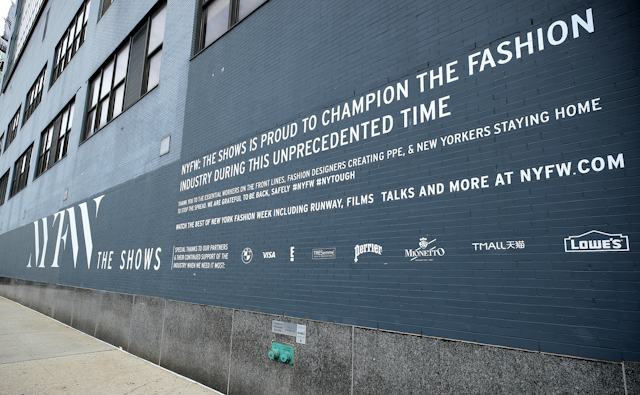 NYFW: THE SHOWS IS PROUD TO CHAMPION THE FASHION
INDUSTRY DURING THIS UNPRECEDENTED TIME
THANK YOU TO THE ESSENTIAL WORKERS ON THE FRONT LINES, FASHION DESIGNERS CREATING PPE, & NEW YORKERS STAYING HOME
TO STOP THE SPREAD. WE ARE GRATEFUL TO BE BACK, SAFELY #NYFW #NYTOUGH
WATCH THE BEST OF NEW YORK FASHION WEEK INCLUDING RUNWAY, FILMS TALKS AND MORE AT NYFW.COM
NYFW THE SHOWS
SPECIAL THANKS TO OUR PARTNERS
& THEIR CONTINUED SUPPORT OF THE
INDUSTRY WHEN WE NEED IT MOST:
VISA
E
TRESemmé
perrier
MIONETTO
TMALL天猫
LOWE'S